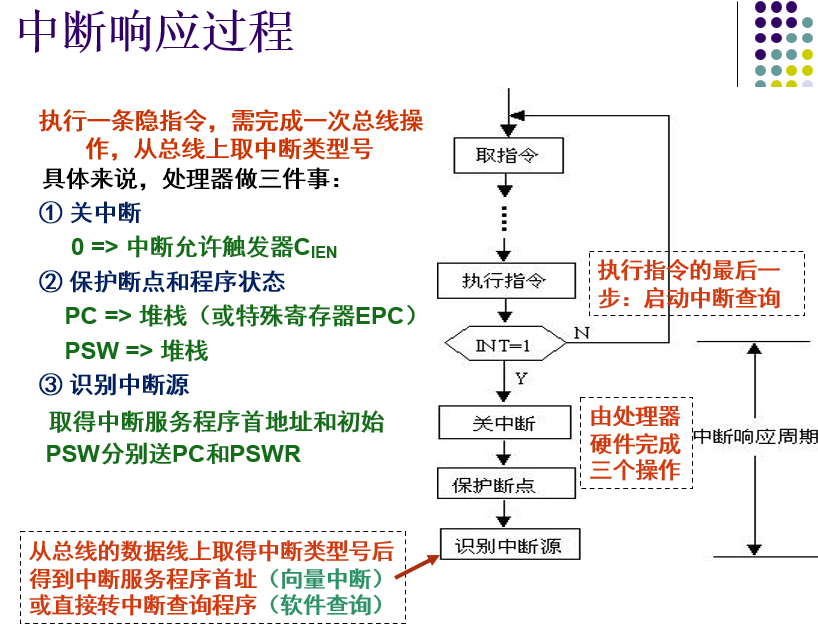 中断响应过程
执行一条隐指令，需完成一次总线操
作，从总线上取中断类型号
具体来说，处理器做三件事：
① 关中断
0 => 中断允许触发器CIEN
② 保护断点和程序状态
PC => 堆栈（或特殊寄存器EPC）
PSW => 堆栈
③ 识别中断源
取得中断服务程序首地址和初始
PSW分别送PC和PSWR
从总线的数据线上取得中断类型号后
得到中断服务程序首址（向量中断）
或直接转中断查询程序（软件查询）
取指令
执行指令
执行指令的最后一
步：启动中断查询
INT=1
N
Y
关中断
保护断点
识别中断源
由处理器
硬件完成
三个操作
中断响应周期